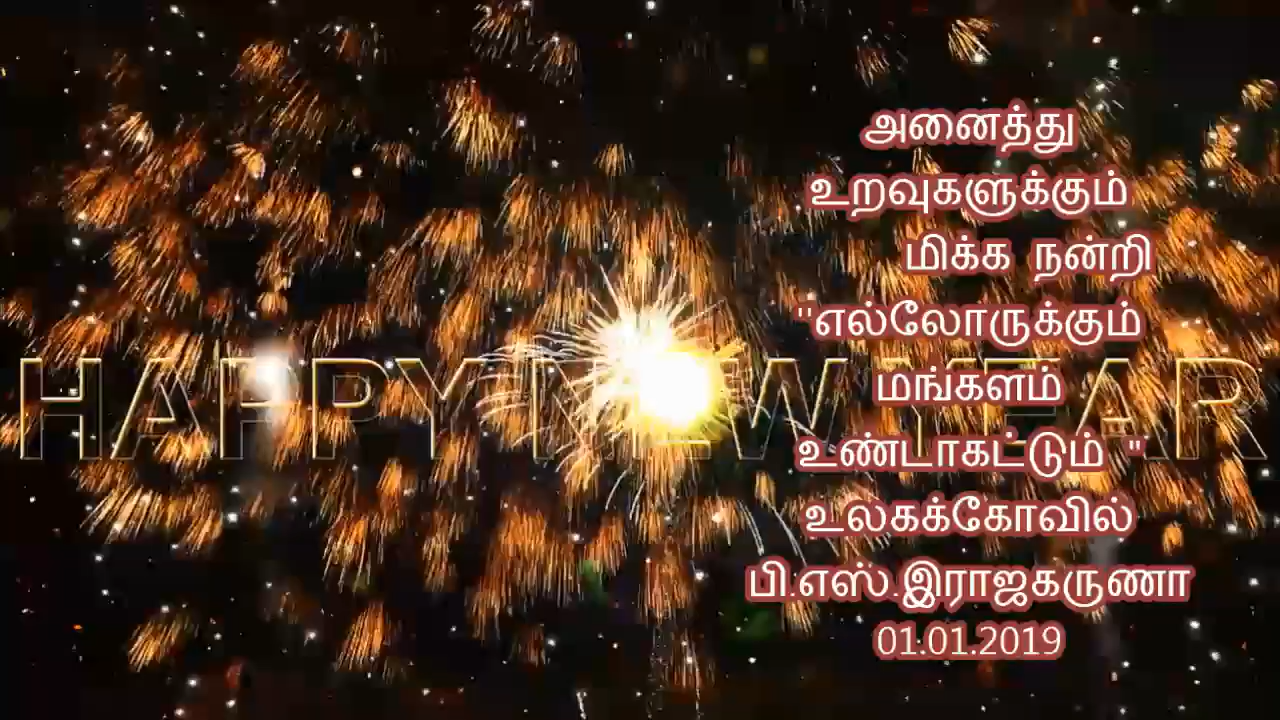 அனைத்து
உறவுகளுக்கும்
மிக்க நன்றி
"எல்லோருக்கும்
HAPPY NEW YEAR
மங்களம்
உண்டாகட்டும் "
உலகக்கோவில்
பி.எஸ்.இராஜகருணா
01.01.2019